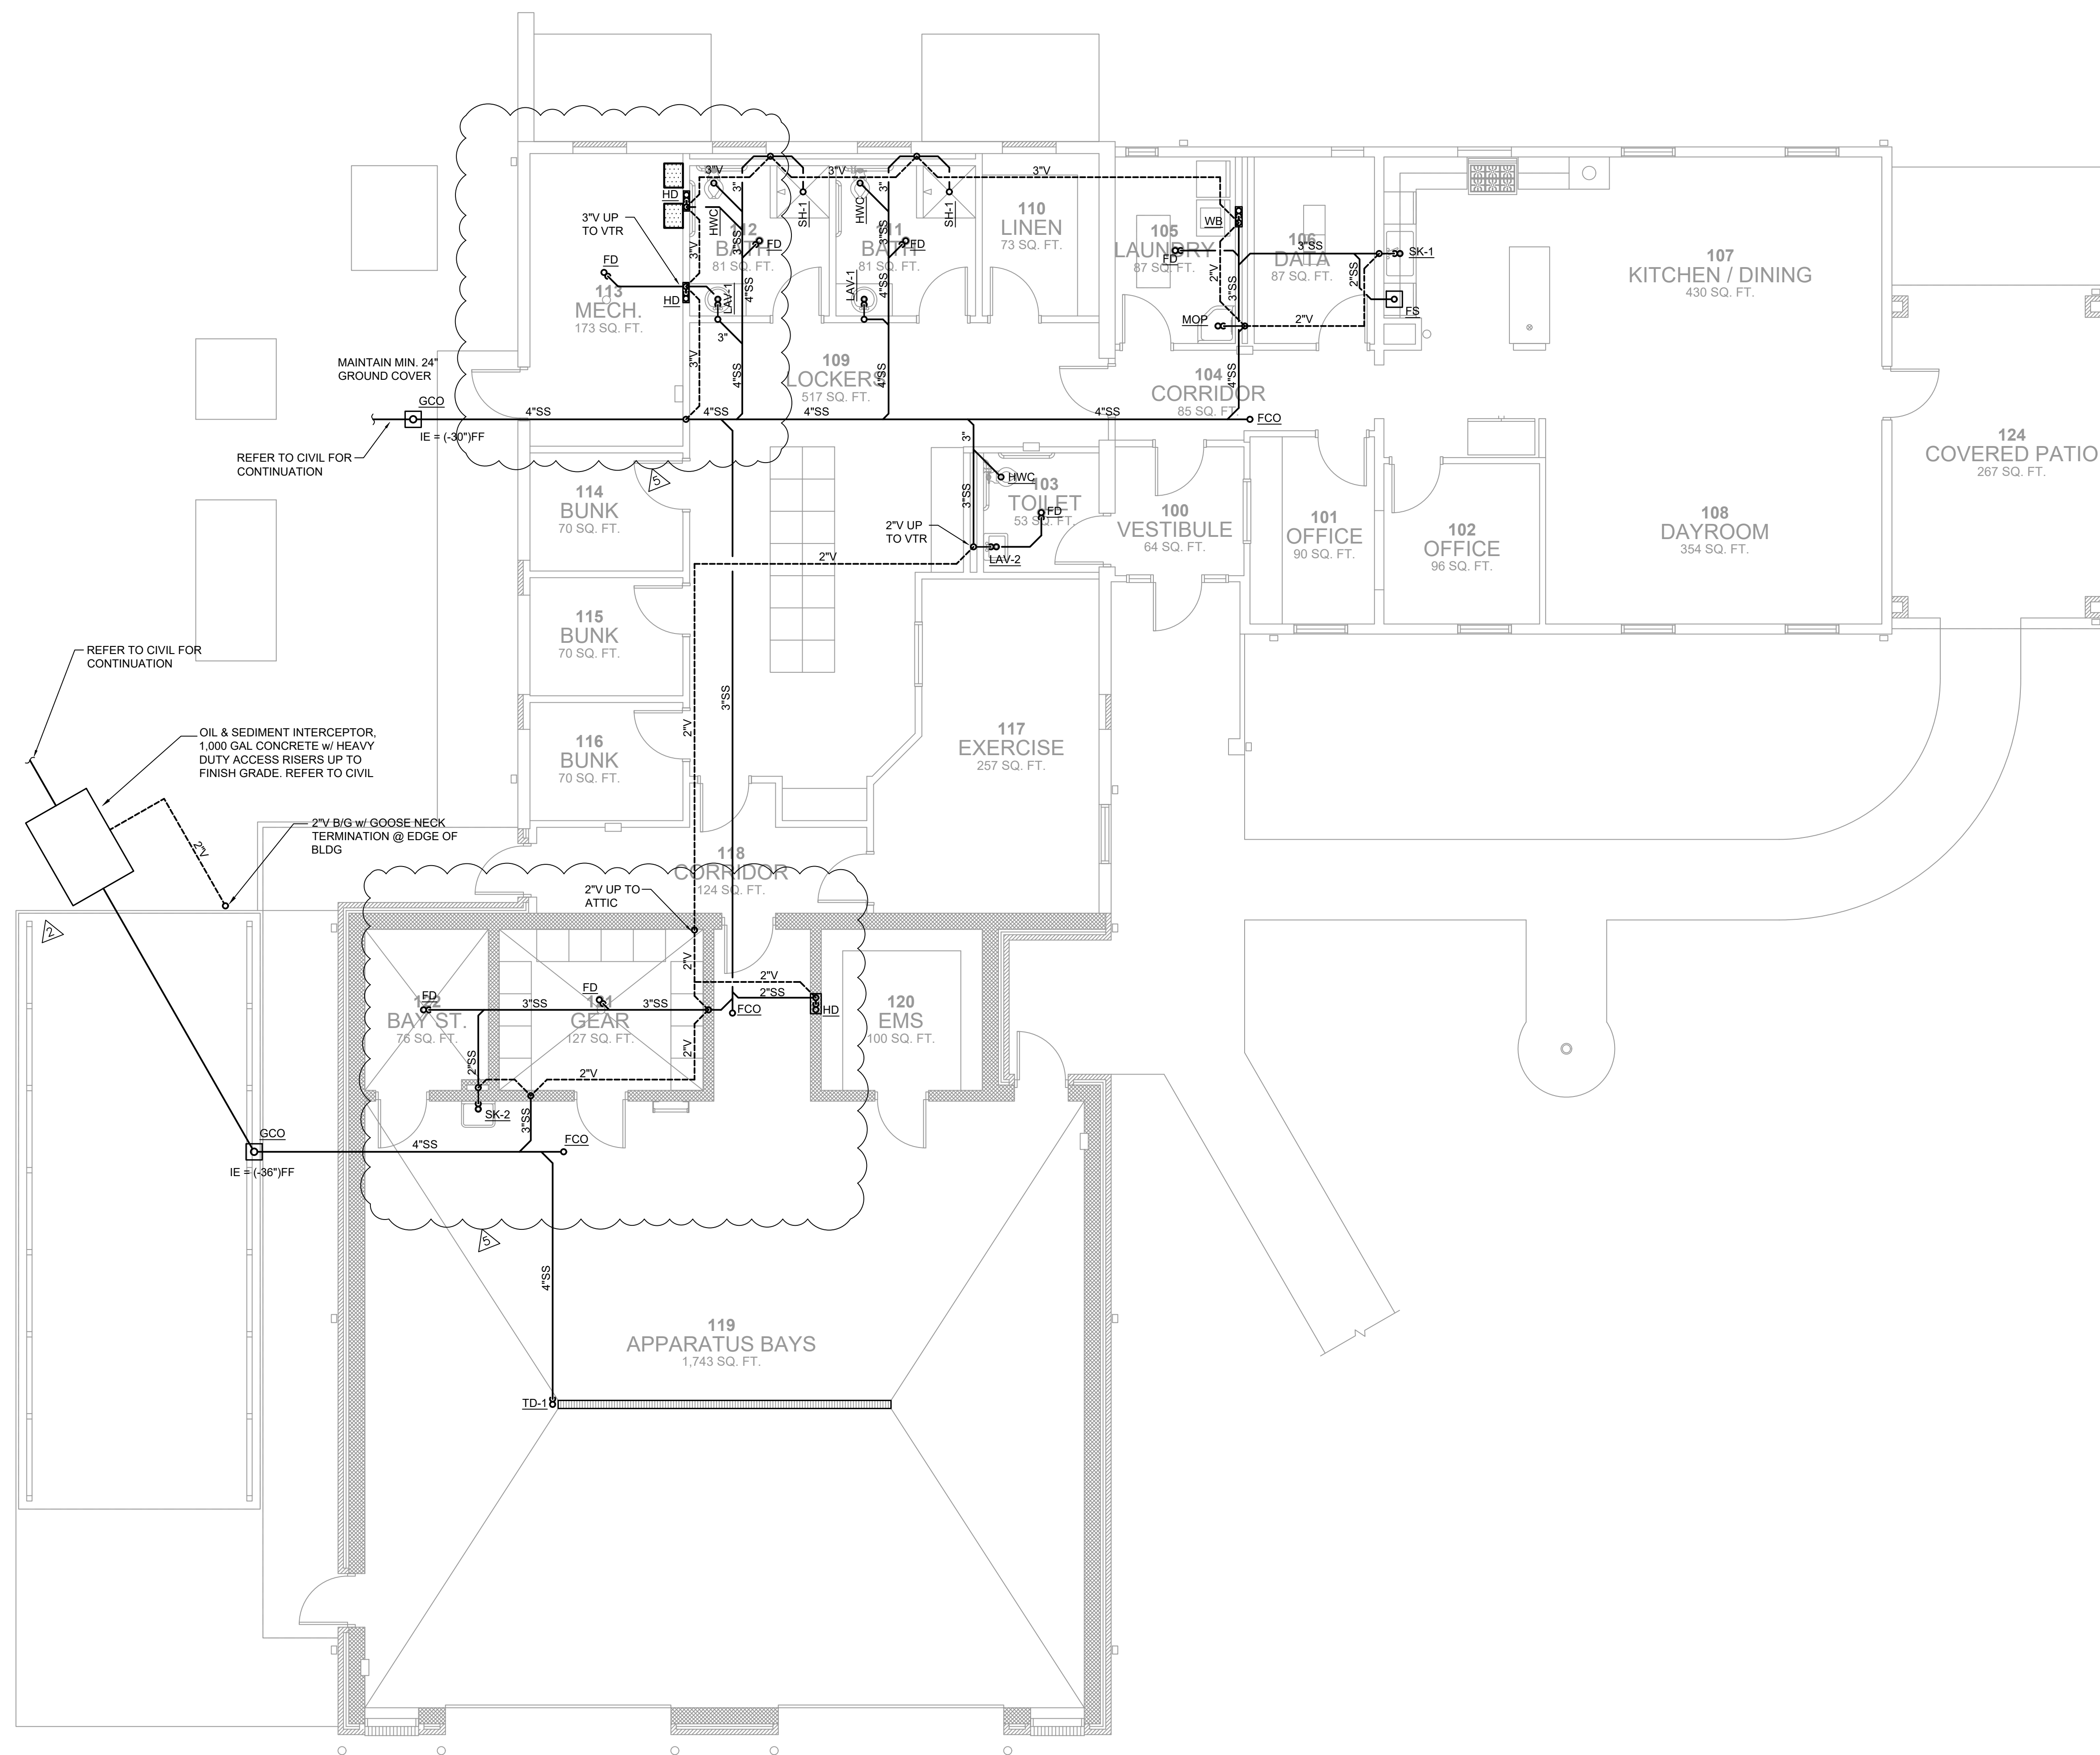 3"V
3"V
3"V
HD
3"
3"
HWC
SH-1
HWC
SH-1
WB
3"V UP
TO VTR
112
BATH
81 SQ. FT.
3"SS
FD
111
BATH
81 SQ. FT.
3"SS
FD
110
LINEN
73 SQ. FT.
105
LAUNDRY
87 SQ. FT.
FD
106
DATA
87 SQ. FT.
3"SS
SK-1
107
KITCHEN / DINING
430 SQ. FT.
3"V
FD
113
MECH.
173 SQ. FT.
HD
LAV-1
4"SS
LAV-1
4"SS
2"V
3"SS
2"SS
FS
MOP
2"V
3"
3"V
4"SS
109
LOCKERS
517 SQ. FT.
4"SS
104
CORRIDOR
85 SQ. FT.
4"SS
MAINTAIN MIN. 24"
GROUND COVER
GCO
IE = (-30")FF
4"SS
4"SS
4"SS
4"SS
FCO
REFER TO CIVIL FOR
CONTINUATION
5
3"
3"SS
HWC
103
TOILET
53 SQ. FT.
FD
LAV-2
2"V UP
TO VTR
2"V
114
BUNK
70 SQ. FT.
100
VESTIBULE
64 SQ. FT.
101
OFFICE
90 SQ. FT.
102
OFFICE
96 SQ. FT.
108
DAYROOM
354 SQ. FT.
124
COVERED PATIO
267 SQ. FT.
115
BUNK
70 SQ. FT.
REFER TO CIVIL FOR
CONTINUATION
3"SS
2"V
116
BUNK
70 SQ. FT.
117
EXERCISE
257 SQ. FT.
OIL & SEDIMENT INTERCEPTOR,
1,000 GAL CONCRETE w/ HEAVY
DUTY ACCESS RISERS UP TO
FINISH GRADE. REFER TO CIVIL
2"V
2"V B/G w/ GOOSE NECK
TERMINATION @ EDGE OF
BLDG
118
CORRIDOR
124 SQ. FT.
2"V UP TO
ATTIC
2
2"V
2"V
2"SS
FD
122
BAY ST.
76 SQ. FT.
3"SS
FD
121
GEAR
127 SQ. FT.
3"SS
FCO
HD
120
EMS
100 SQ. FT.
2"SS
2"V
2"V
SK-2
3"SS
GCO
4"SS
FCO
IE = (-36")FF
5
4"SS
119
APPARATUS BAYS
1,743 SQ. FT.
TD-1